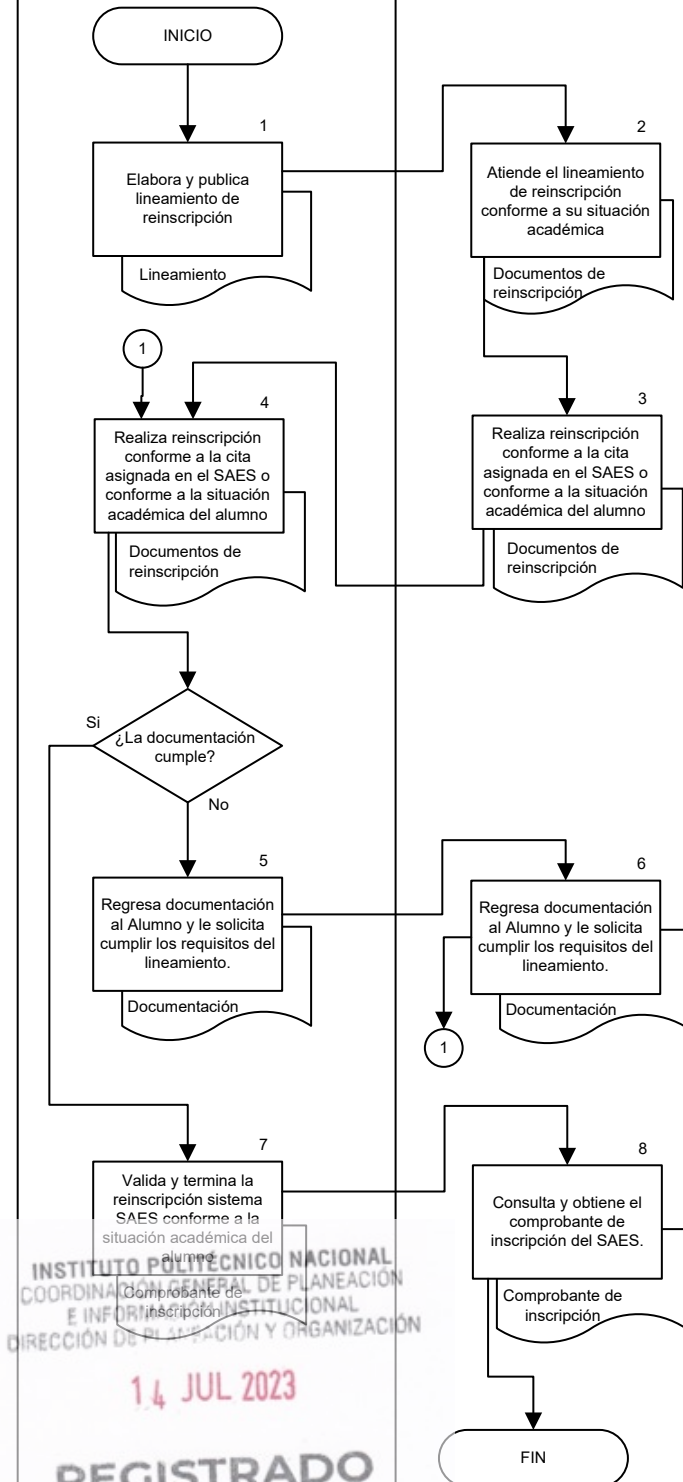 INICIO
1
Elabora y publica
lineamiento de
reinscripción
Lineamiento
2
Atiende el lineamiento
de reinscripción
conforme a su situación
académica
Documentos de
reinscripción
1
4
Realiza reinscripción
conforme a la cita
asignada en el SAES o
conforme a la situación
académica del alumno
Documentos de
reinscripción
3
Realiza reinscripción
conforme a la cita
asignada en el SAES o
conforme a la situación
académica del alumno
Documentos de
reinscripción
Si
¿La documentación
cumple?
No
5
Regresa documentación
al Alumno y le solicita
cumplir los requisitos del
lineamiento.
Documentación
6
Regresa documentación
al Alumno y le solicita
cumplir los requisitos del
lineamiento.
Documentación
1
7
Valida y termina la
reinscripción sistema
SAES conforme a la
situación académica del
alumno
Comprobante de
inscripción
8
Consulta y obtiene el
comprobante de
inscripción del SAES.
Comprobante de
inscripción
INSTITUTO POLITÉCNICO NACIONAL
COORDINACIÓN GENERAL DE PLANEACIÓN
E INFORMACIÓN INSTITUCIONAL
DIRECCIÓN DE PLANEACIÓN Y ORGANIZACIÓN
14 JUL 2023
REGISTRADO
FIN